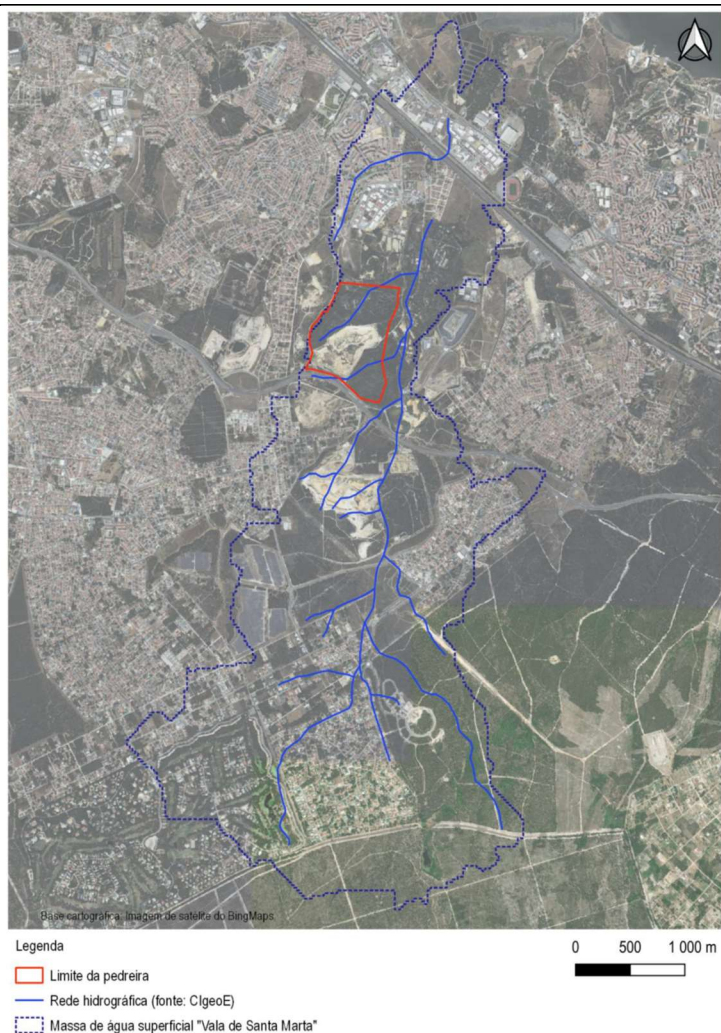 Base cartográfica: Imagem de satélite do BingMaps.
Legenda
Limite da pedreira
Rede hidrográfica (fonte: CIgeoE)
Massa de água superficial "Vala de Santa Marta"
0 500 1 000 m